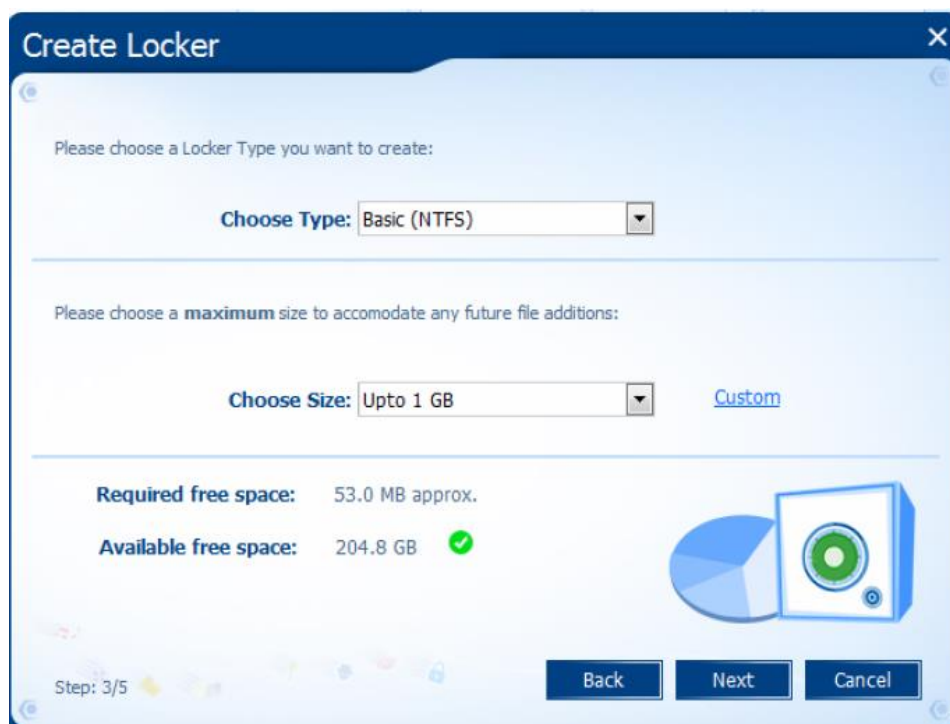 Create Locker
Please choose a Locker Type you want to create:
Choose Type: Basic (NTFS)
Please choose a maximum size to accomodate any future file additions:
Choose Size: Upto 1 GB Custom
Required free space: 53.0 MB approx.
Available free space: 204.8 GB
Step: 3/5 Back Next Cancel